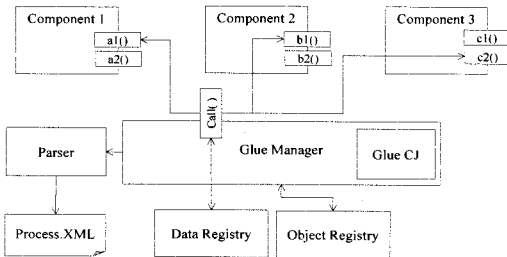 Component 1
a1()
a2()
Component 2
b1()
b2()
Component 3
c1()
c2()
Call()
Parser
Glue Manager
Glue CJ
Process.XML
Data Registry
Object Registry